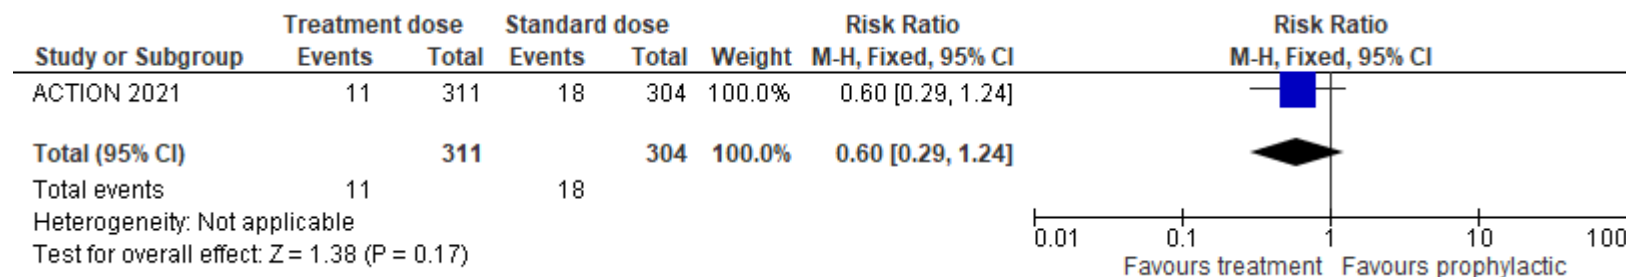 Treatment dose Standard dose Risk Ratio Risk Ratio
Study or Subgroup Events Total Events Total Weight M-H, Fixed, 95% CI M-H, Fixed, 95% CI
ACTION 2021 11 311 18 304 100.0% 0.60 [0.29, 1.24]
Total (95% CI) 311 304 100.0% 0.60 [0.29, 1.24]
Total events 11 18
Heterogeneity: Not applicable
Test for overall effect: Z = 1.38 (P = 0.17)
0.01 0.1 1 10 100
Favours treatment Favours prophylactic